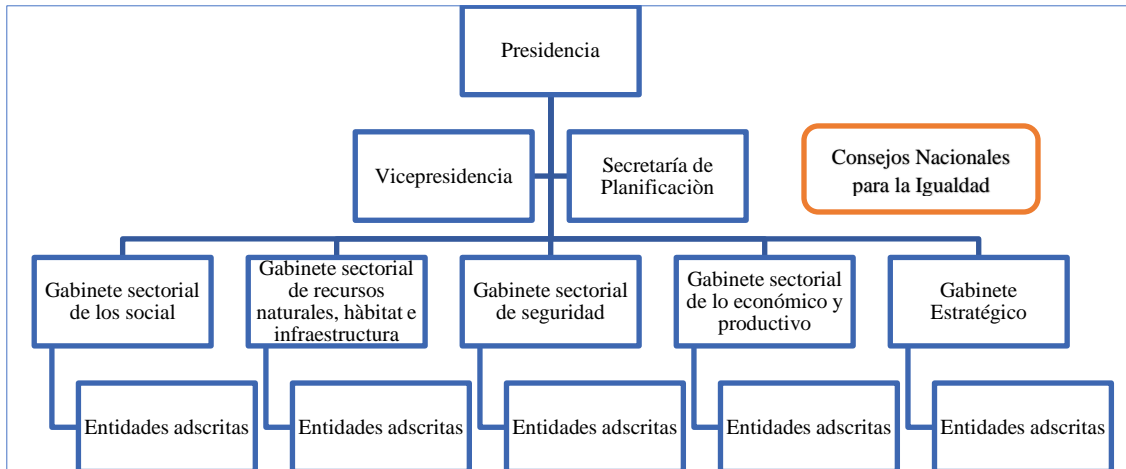 Presidencia
Vicepresidencia
Secretaría de
Planificaciòn
Consejos Nacionales
para la Igualdad
Gabinete sectorial
de los social
Gabinete sectorial
de recursos
naturales, hàbitat e
infraestructura
Gabinete sectorial
de seguridad
Gabinete sectorial
de lo económico y
productivo
Gabinete
Estratégico
Entidades adscritas
Entidades adscritas
Entidades adscritas
Entidades adscritas
Entidades adscritas